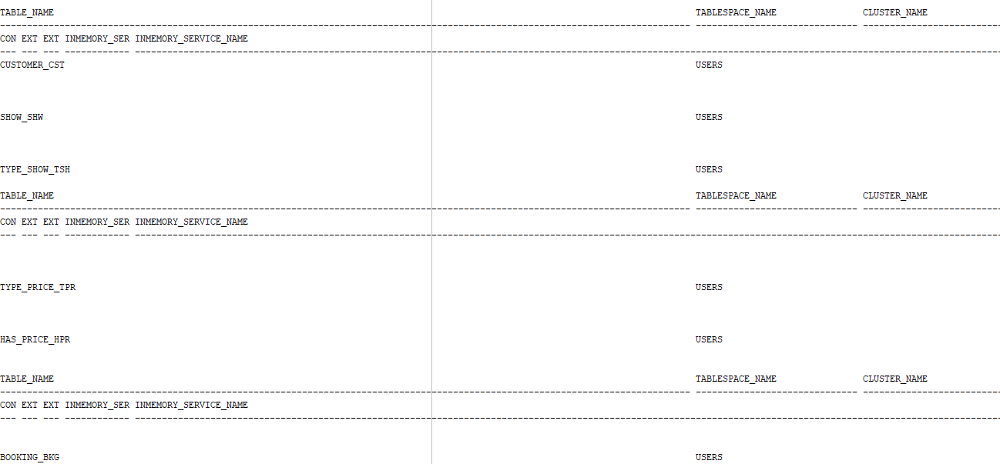 TABLE_NAME TABLESPACE_NAME CLUSTER_NAME
-------------------------------------------------------------------------------------------------------------------------------- ------------------------------ --------------------------
CON EXT EXT INMEMORY_SER INMEMORY_SERVICE_NAME
--- --- --- ------------ ----------------------------------------------------------------------------------------------------------------------------------------------------------------
CUSTOMER_CST USERS
SHOW_SHW USERS
TYPE_SHOW_TSH USERS
TABLE_NAME TABLESPACE_NAME CLUSTER_NAME
-------------------------------------------------------------------------------------------------------------------------------- ------------------------------ --------------------------
CON EXT EXT INMEMORY_SER INMEMORY_SERVICE_NAME
--- --- --- ------------ ----------------------------------------------------------------------------------------------------------------------------------------------------------------
TYPE_PRICE_TPR USERS
HAS_PRICE_HPR USERS
TABLE_NAME TABLESPACE_NAME CLUSTER_NAME
-------------------------------------------------------------------------------------------------------------------------------- ------------------------------ --------------------------
CON EXT EXT INMEMORY_SER INMEMORY_SERVICE_NAME
--- --- --- ------------ ----------------------------------------------------------------------------------------------------------------------------------------------------------------
BOOKING_BKG USERS